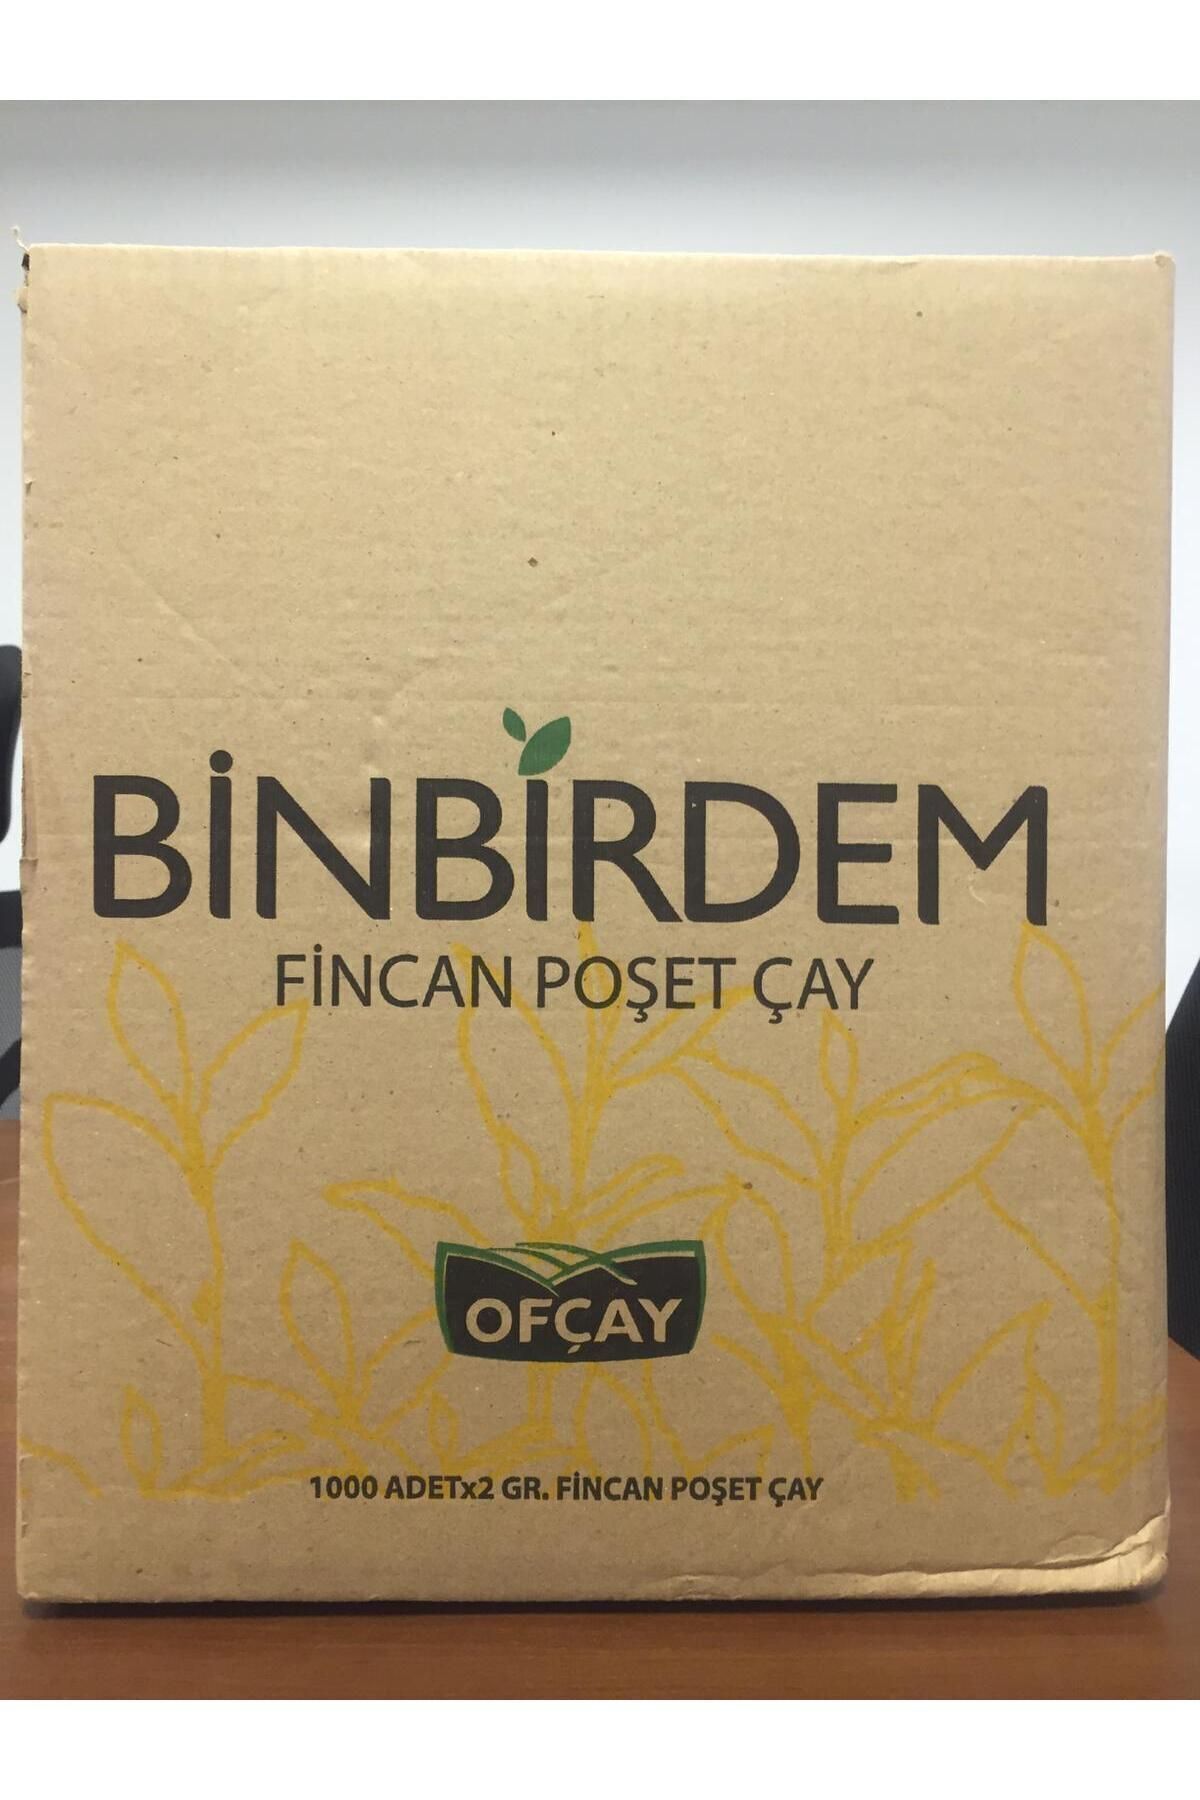 BİNBİRDEM
FİNCAN POŞET ÇAY
OFÇAY
1000 ADETx2 GR. FİNCAN POŞET ÇAY